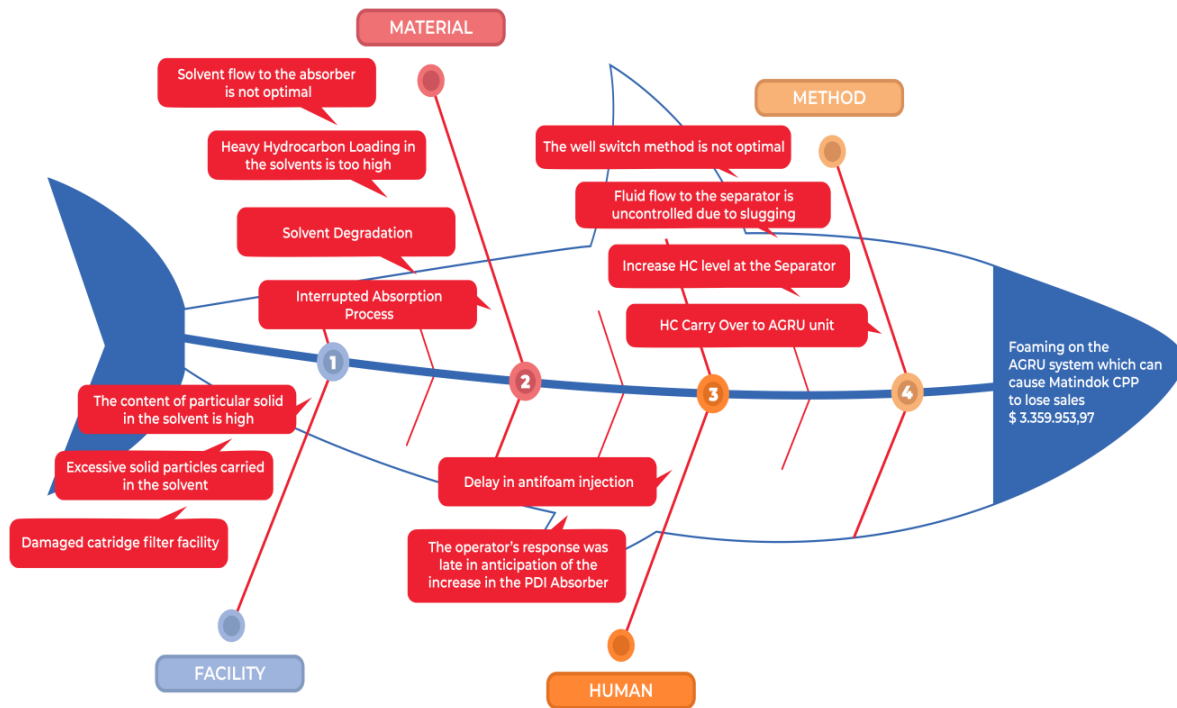 MATERIAL
Solvent flow to the absorber
is not optimal
Heavy Hydrocarbon Loading in
the solvents is too high
Solvent Degradation
Interrupted Absorption
Process
METHOD
The well switch method is not optimal
Fluid flow to the separator is
uncontrolled due to slugging
Increase HC level at the Separator
HC Carry Over to AGRU unit
1
2
3
4
Foaming on the
AGRU system which can
cause Matindok CPP
to lose sales
$ 3.359.953,97
The content of particular solid
in the solvent is high
Excessive solid particles carried
in the solvent
Damaged catridge filter facility
FACILITY
Delay in antifoam injection
The operator's response was
late in anticipation of the
increase in the PDI Absorber
HUMAN